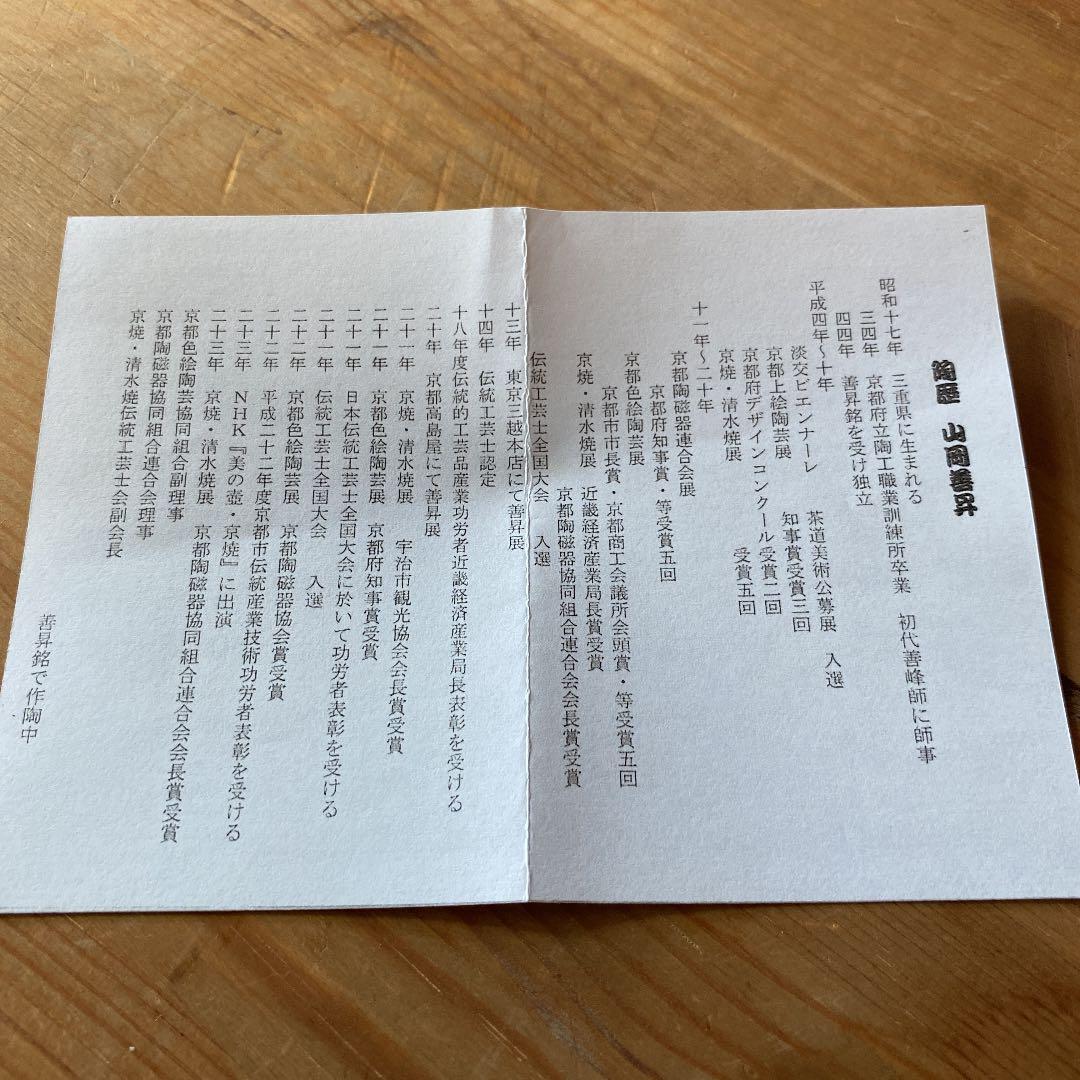 陶匠 山岡善昇
昭和十七年 三重県に生まれる
三四年 京都府立陶工職業訓練所卒業 初代善峰師に師事
四四年 善昇銘を受け独立
平成四年～十年
淡交ビエンナーレ 茶道美術公募展 入選
京都上絵陶芸展 知事賞受賞三回
京都府デザインコンクール受賞二回
京焼・清水焼展 受賞五回
十一年～二十年
京都陶磁器連合会展
京都府知事賞・等受賞五回
京都色絵陶芸展
京都市市長賞・京都商工会議所会頭賞・等受賞五回
京焼・清水焼展 近畿経済産業局長賞受賞
京都陶磁器協同組合連合会会長賞受賞
伝統工芸士全国大会 入選
十三年 東京三越本店にて善昇展
十四年 伝統工芸士認定
十八年度伝統的工芸品産業功労者近畿経済産業局長表彰を受ける
二十年 京都高島屋にて善昇展
二十一年 京焼・清水焼展 宇治市観光協会会長賞受賞
二十一年 京都色絵陶芸展 京都府知事賞受賞
二十年 日本伝統工芸士全国大会に於いて功労者表彰を受ける
二十一年 伝統工芸士全国大会 入選
二十二年 京都色絵陶芸展 京都陶磁器協会賞受賞
二十二年 平成二十二年度京都市伝統産業技術功労者表彰を受ける
二十三年 NHK『美の壺・京焼』に出演
二十三年 京焼・清水焼展 京都陶磁器協同組合連合会会長賞受賞
京都色絵陶芸協同組合副理事
京都陶磁器協同組合連合会理事
京焼・清水焼伝統工芸士会副会長
善昇銘で作陶中